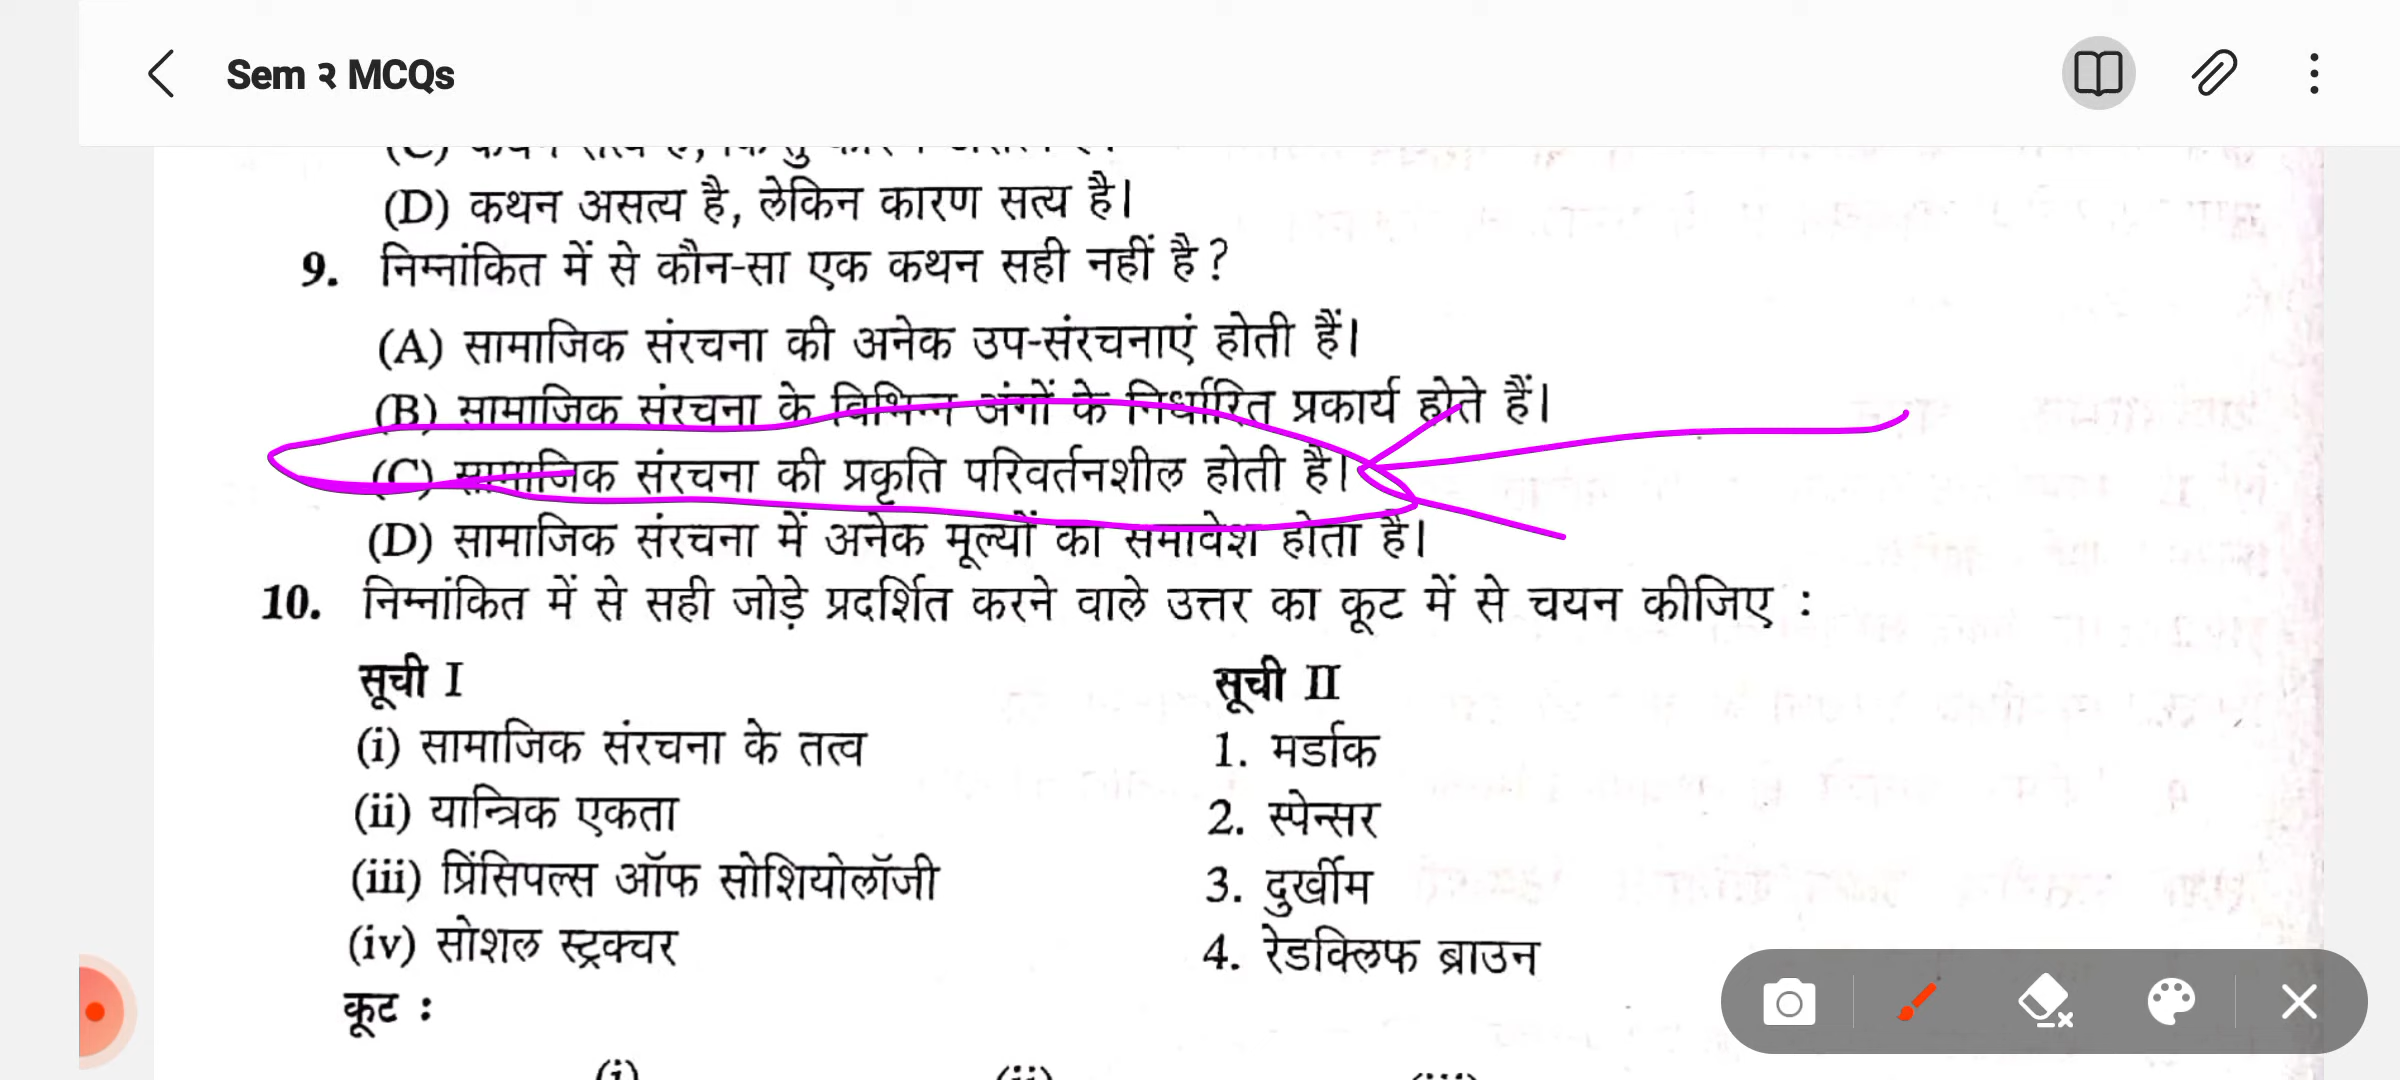 Sem २ MCQs
(D) कथन असत्य है, लेकिन कारण सत्य है।
9. निम्नांकित में से कौन-सा एक कथन सही नहीं है?
(A) सामाजिक संरचना की अनेक उप-संरचनाएं होती हैं।
(B) सामाजिक संरचना के विभिन्न अंगों के निर्धारित प्रकार्य होते हैं।
(C) सामाजिक संरचना की प्रकृति परिवर्तनशील होती है।
(D) सामाजिक संरचना में अनेक मूल्यों का समावेश होता है।
10. निम्नांकित में से सही जोड़े प्रदर्शित करने वाले उत्तर का कूट में से चयन कीजिए :
सूची I सूची II
(i) सामाजिक संरचना के तत्व 1. मर्डाक
(ii) यान्त्रिक एकता 2. स्पेन्सर
(iii) प्रिंसिपल्स ऑफ सोशियोलॉजी 3. दुर्खीम
(iv) सोशल स्ट्रक्चर 4. रेडक्लिफ ब्राउन
कूट :
(i) (ii) (iii)